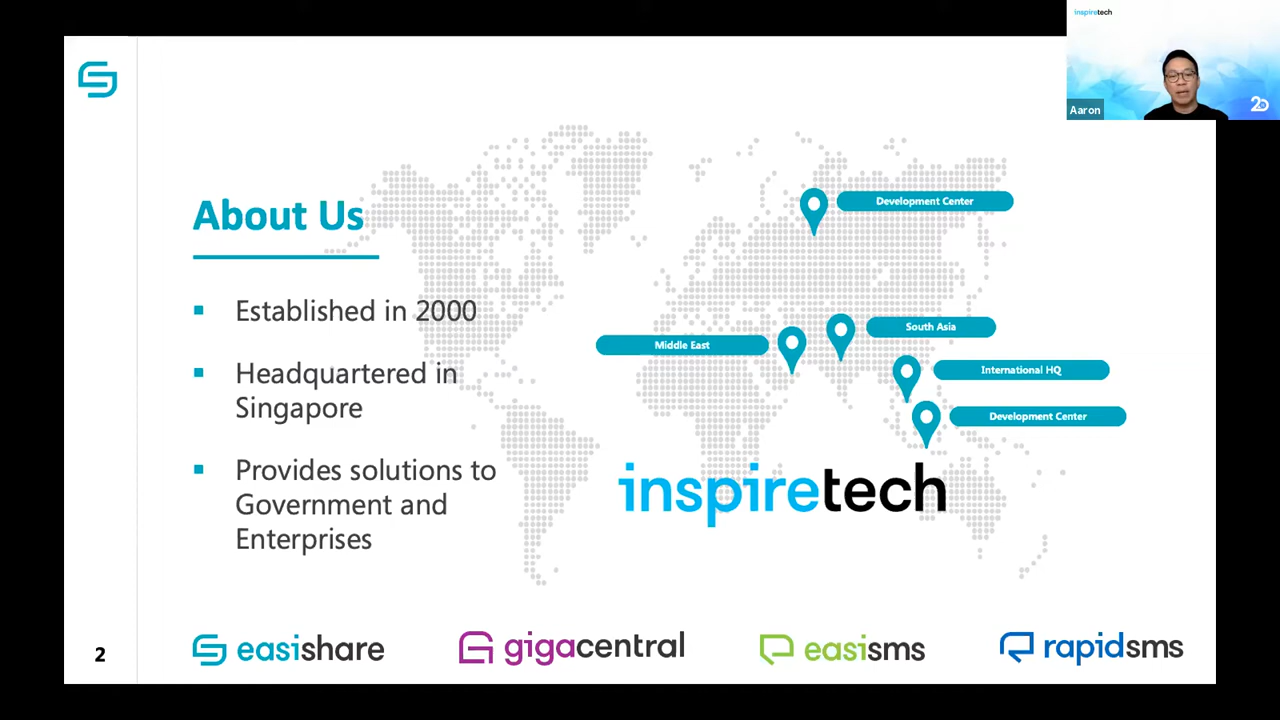 inspiretech
Aaron
20
About Us
Established in 2000
Headquartered in
Singapore
Provides solutions to
Government and
Enterprises
Development Center
South Asia
Middle East
International HQ
Development Center
inspiretech
2
easishare
gigacentral
easisms
rapidsms